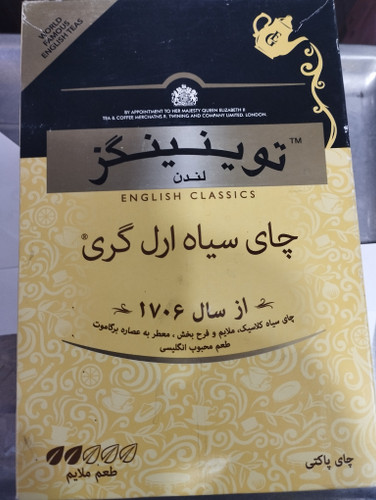 WORLD
FAMOUS
ENGLISH TEAS
BY APPOINTMENT TO HER MAJESTY QUEEN ELIZABETH II
TEA & COFFEE MERCHANTS R. TWINING AND COMPANY LIMITED. LONDON.
توینینگز™
لندن
ENGLISH CLASSICS
چای سیاه ارل گری®
از سال ۱۷۰۶
چای سیاه کلاسیک، ملایم و فرح بخش ، معطر به عصاره برگاموت
طعم محبوب انگلیسی
طعم ملایم
چای پاکتی